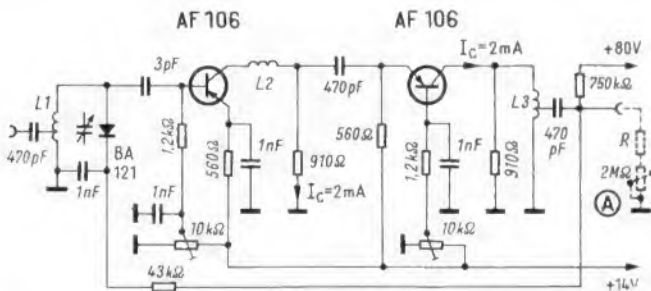 AF 106
AF 106
I_C=2mA
+80V
3pF
L2
470pF
L3
750kΩ
L1
470pF
BA
121
1nF
1,2kΩ
560Ω
1nF
910Ω
I_C=2mA
560Ω
1nF
1,2kΩ
910Ω
470
pF
R
2MΩ
A
1nF
10kΩ
10kΩ
43kΩ
+14V